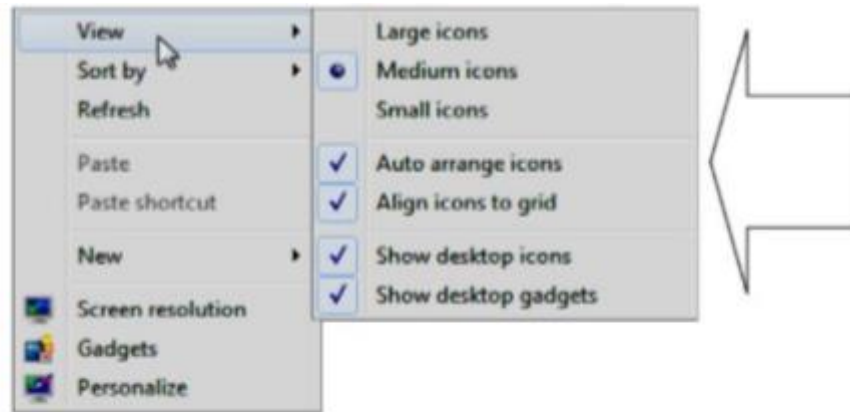 View
Sort by
Refresh
Paste
Paste shortcut
New
Screen resolution
Gadgets
Personalize
Large icons
Medium icons
Small icons
Auto arrange icons
Align icons to grid
Show desktop icons
Show desktop gadgets